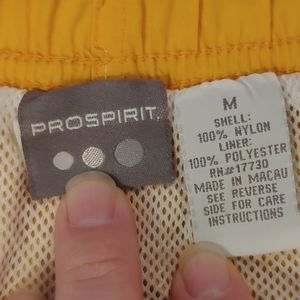 PROSPIRIT.
M
SHELL:
100% NYLON
LINER:
100% POLYESTER
RN#17730
MADE IN MACAU
SEE REVERSE
SIDE FOR CARE
INSTRUCTIONS